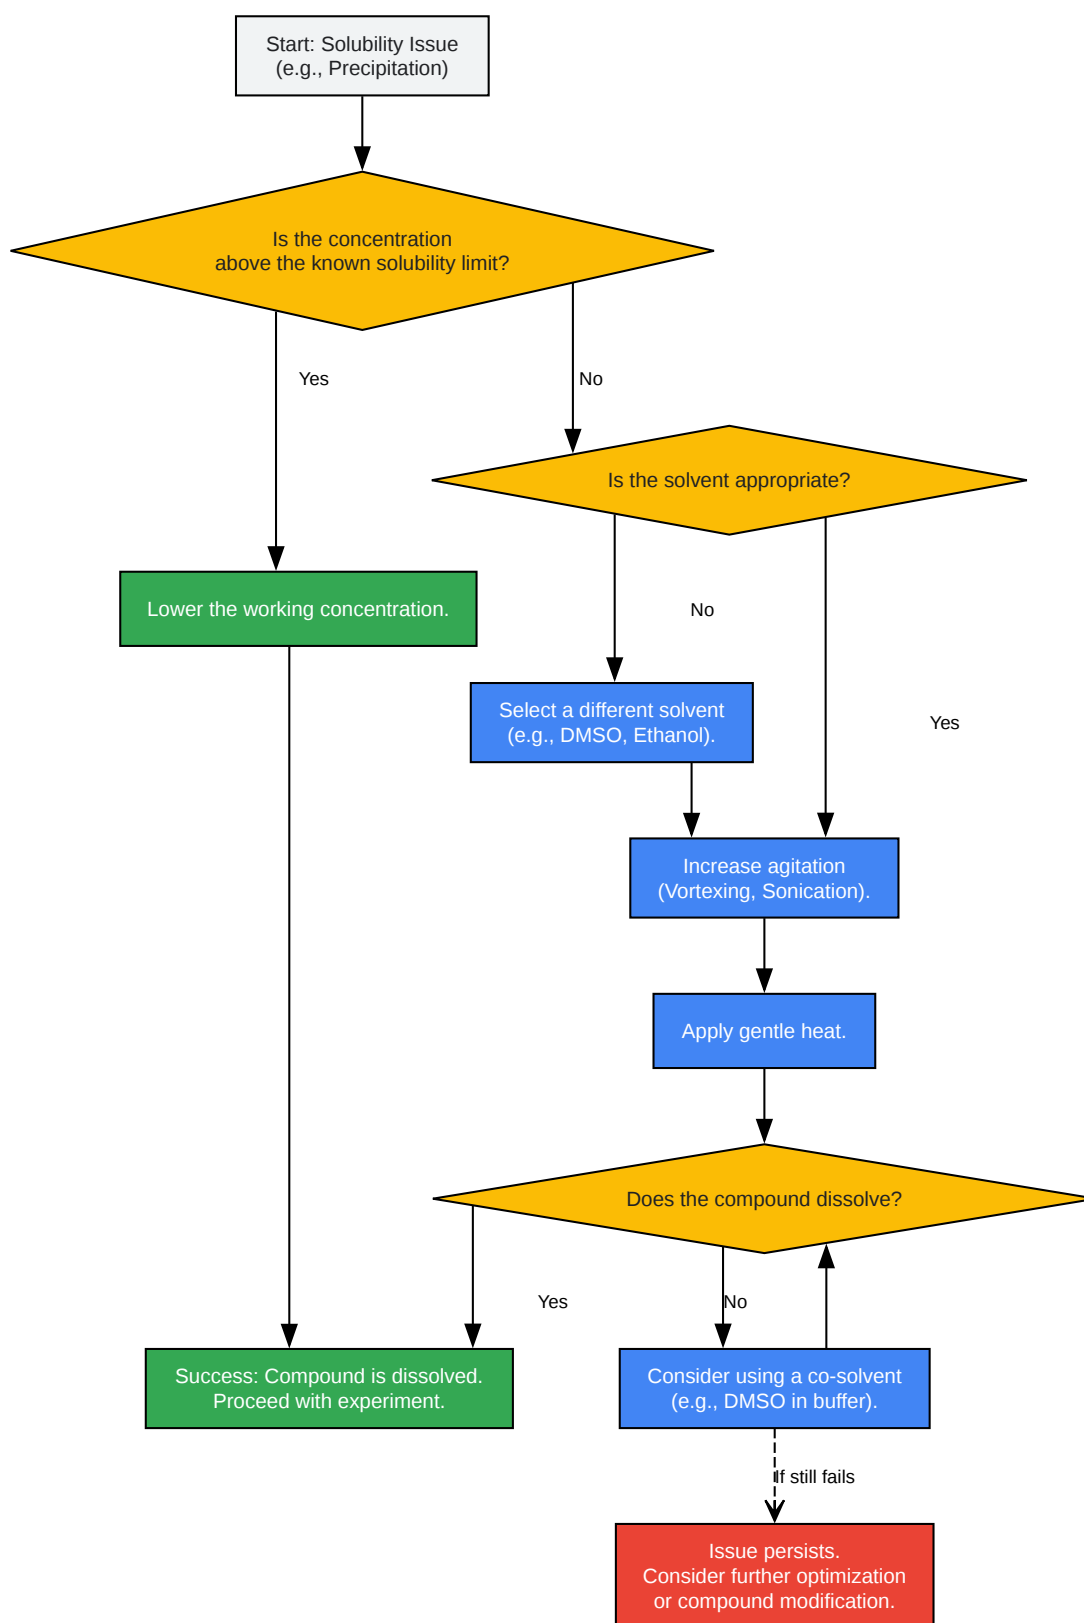 Start: Solubility Issue
(e.g., Precipitation)
Is the concentration
above the known solubility limit?
Yes
No
Is the solvent appropriate?
Lower the working concentration.
No
Select a different solvent
(e.g., DMSO, Ethanol).
Yes
Increase agitation
(Vortexing, Sonication).
Apply gentle heat.
Does the compound dissolve?
Yes
No
Success: Compound is dissolved.
Proceed with experiment.
Consider using a co-solvent
(e.g., DMSO in buffer).
If still fails
Issue persists.
Consider further optimization
or compound modification.